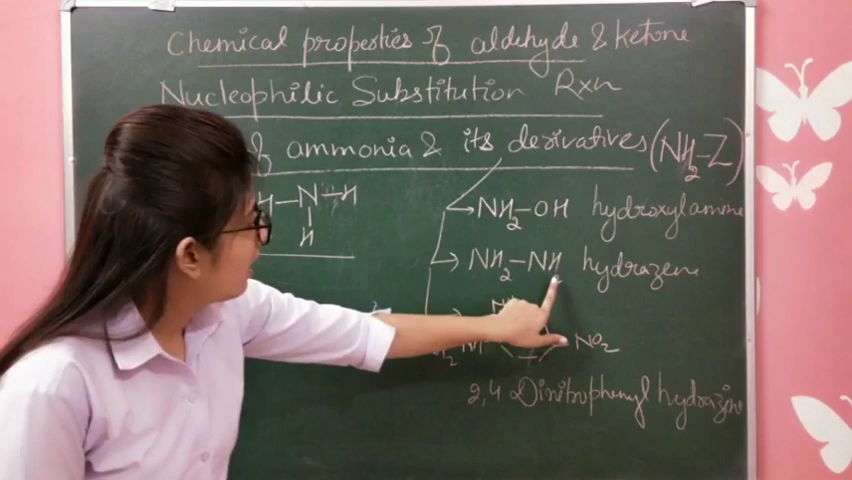 Chemical properties of aldehyde & ketone
Nucleophilic Substitution Rxn
of ammonia & its derivatives (NH2-Z)
H-N-H
H
NH2-OH hydroxylamine
NH2-NH hydrazene
NO2
2,4 Dinitrophenyl hydrazine